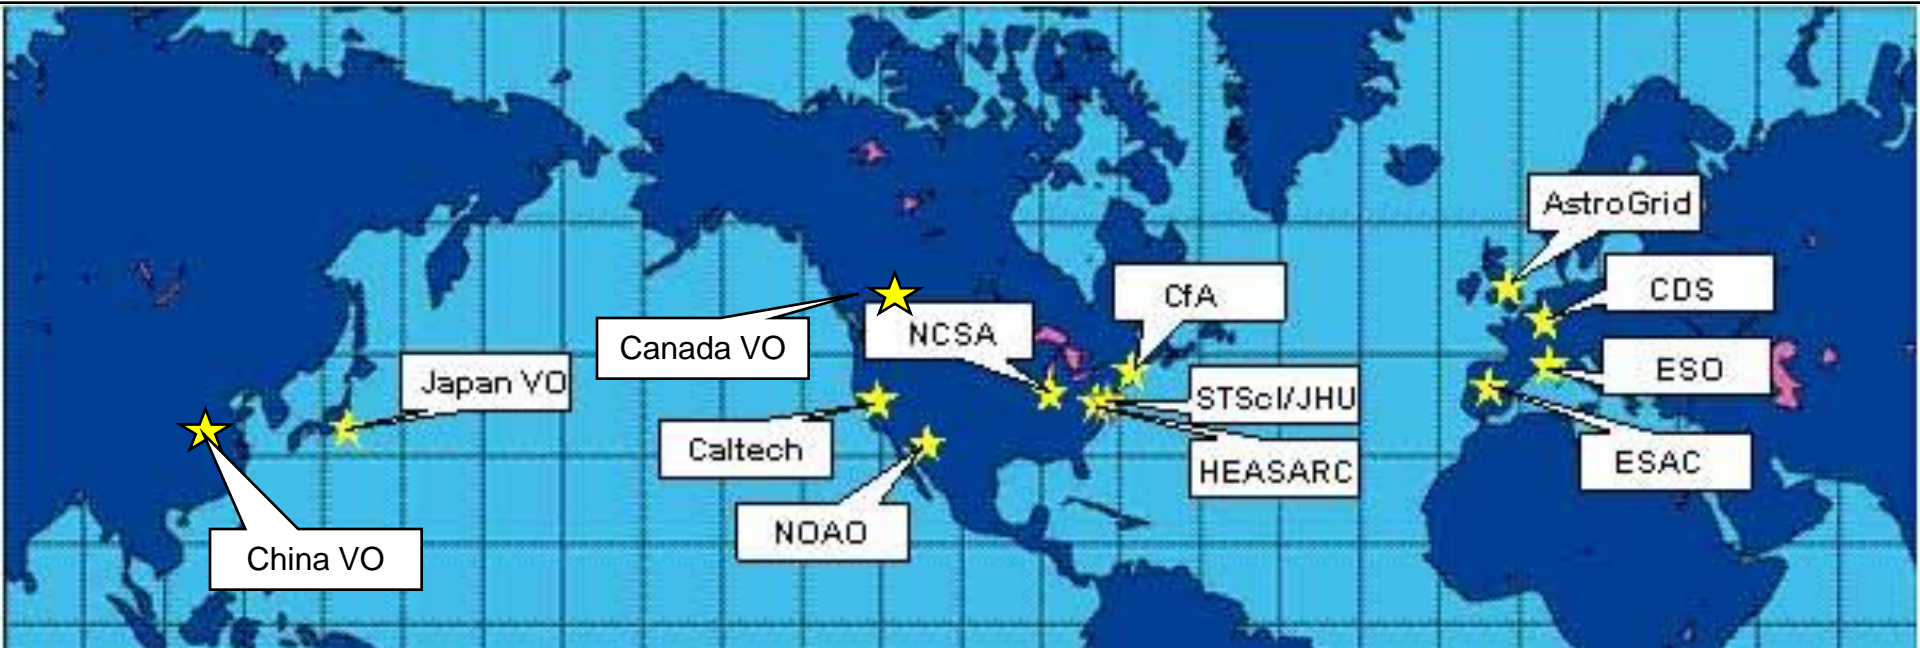 AstroGrid
CfA
CDS
NCSA
Canada VO
Japan VO
ESO
STScI/JHU
Caltech
ESAC
HEASARC
NOAO
China VO